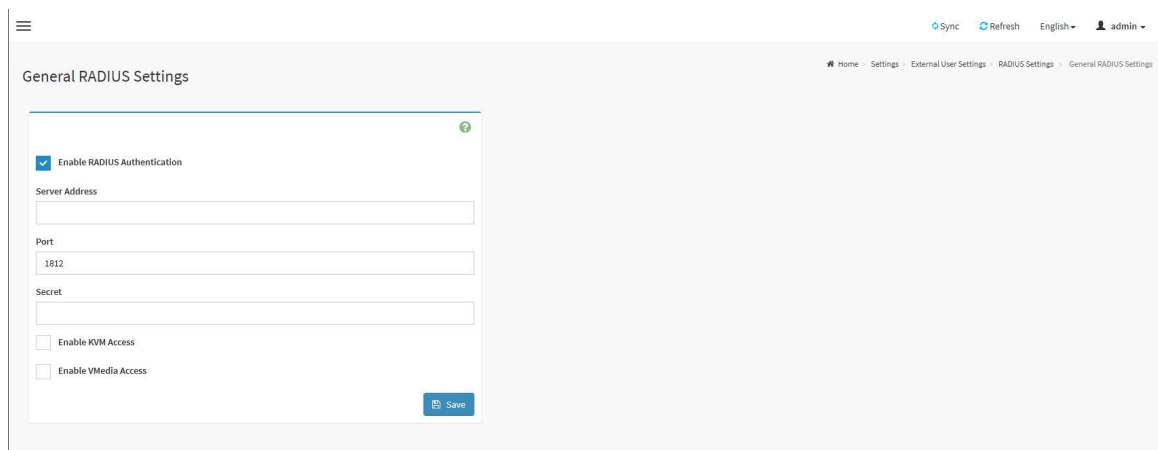 Sync Refresh English admin
General RADIUS Settings
Home > Settings > External User Settings > RADIUS Settings > General RADIUS Settings
?
Enable RADIUS Authentication
Server Address
Port
1812
Secret
Enable KVM Access
Enable VMedia Access
Save